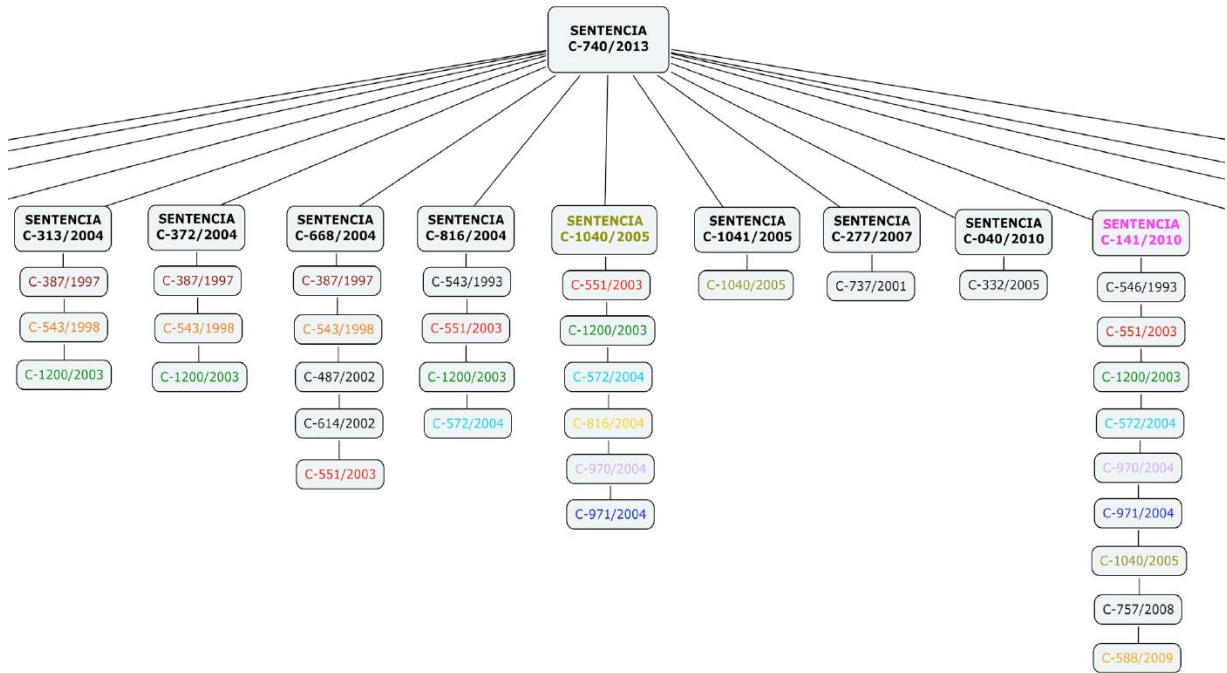 SENTENCIA
C-740/2013
SENTENCIA
C-313/2004
C-387/1997
C-543/1998
C-1200/2003
SENTENCIA
C-372/2004
C-387/1997
C-543/1998
C-1200/2003
SENTENCIA
C-668/2004
C-387/1997
C-543/1998
C-487/2002
C-614/2002
C-551/2003
SENTENCIA
C-816/2004
C-543/1993
C-551/2003
C-1200/2003
C-572/2004
SENTENCIA
C-1040/2005
C-551/2003
C-1200/2003
C-572/2004
C-816/2004
C-970/2004
C-971/2004
SENTENCIA
C-1041/2005
C-1040/2005
SENTENCIA
C-277/2007
C-737/2001
SENTENCIA
C-040/2010
C-332/2005
SENTENCIA
C-141/2010
C-546/1993
C-551/2003
C-1200/2003
C-572/2004
C-970/2004
C-971/2004
C-1040/2005
C-757/2008
C-588/2009